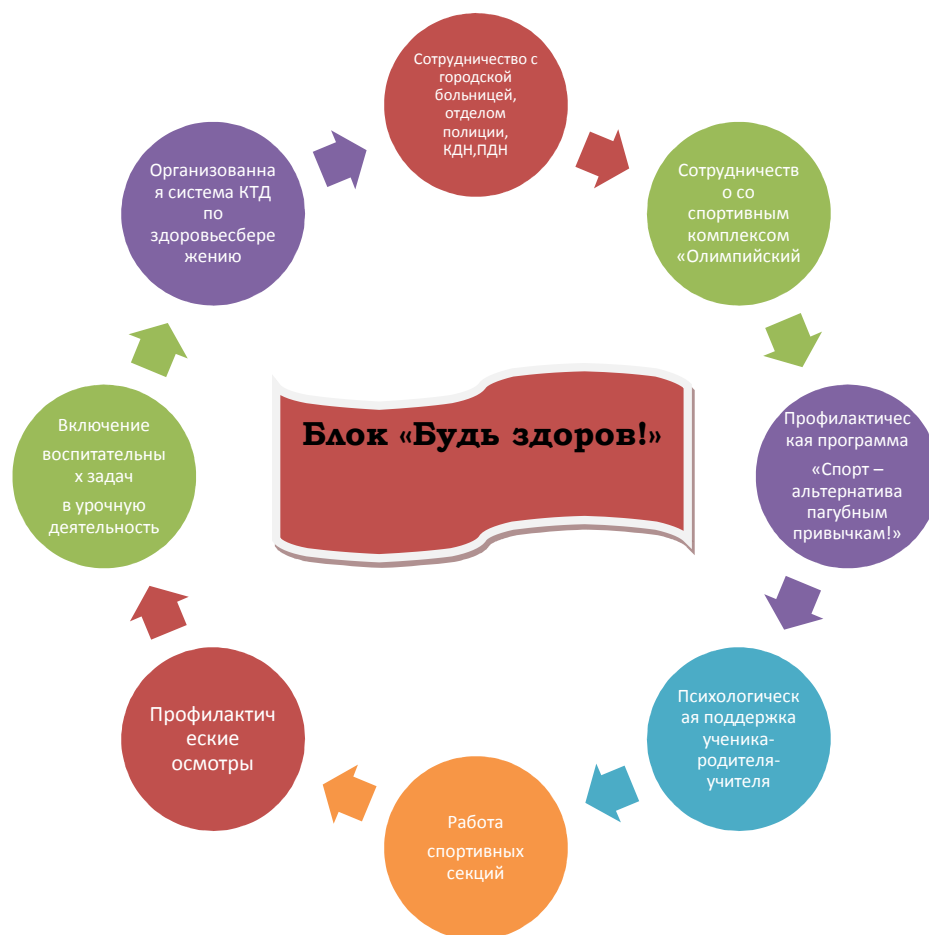 Сотрудничество с
городской
больницей,
отделом
полиции,
КДН,ПДН
Сотрудничеств
о со
спортивным
комплексом
«Олимпийский
Профилактичес
кая программа
«Спорт –
альтернатива
пагубным
привычкам!»
Психологическ
ая поддержка
ученика-
родителя-
учителя
Работа
спортивных
секций
Профилактич
еские
осмотры
Включение
воспитательны
х задач
в урочную
деятельность
Организованна
я система КТД
по
здоровьесбере
жению
Блок «Будь здоров!»